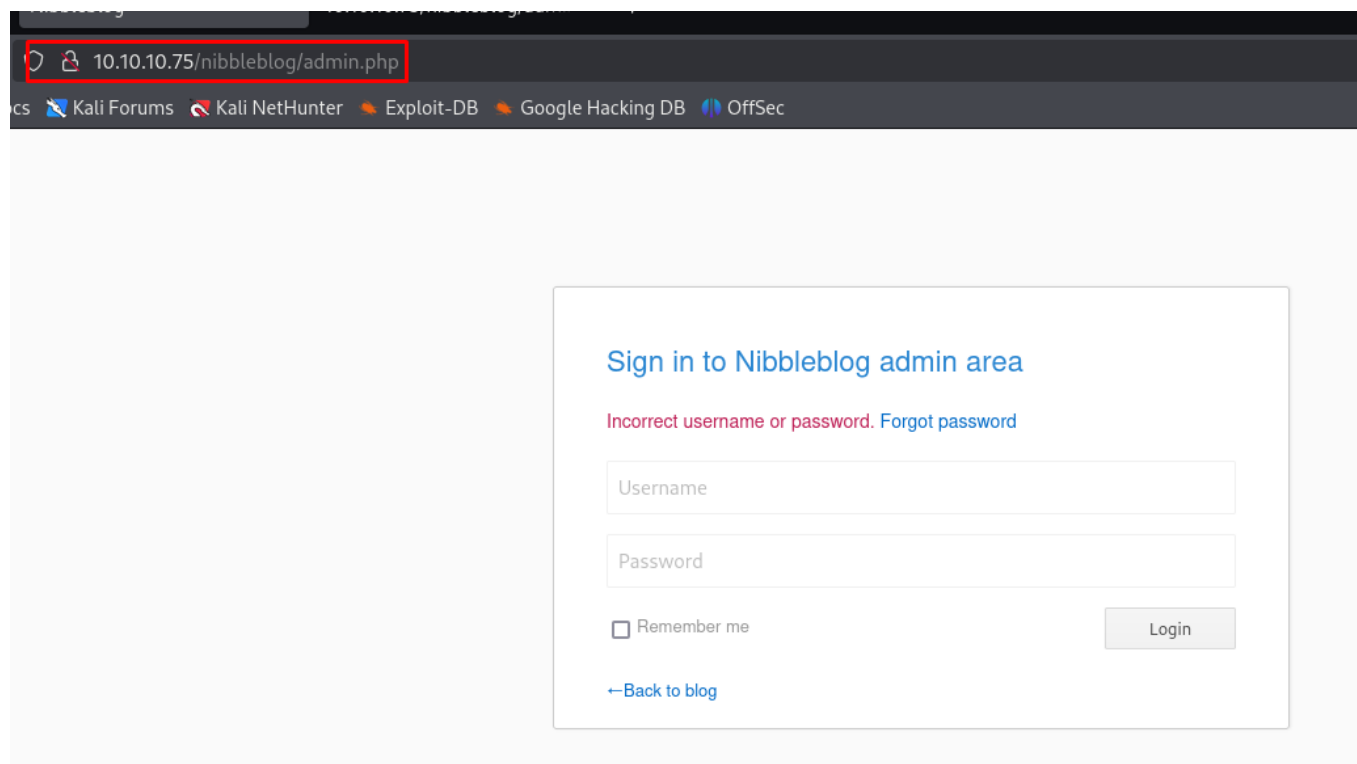 10.10.10.75/nibbleblog/admin.php
Kali Forums Kali NetHunter Exploit-DB Google Hacking DB OffSec
Sign in to Nibbleblog admin area
Incorrect username or password. Forgot password
Username
Password
Remember me Login
←Back to blog